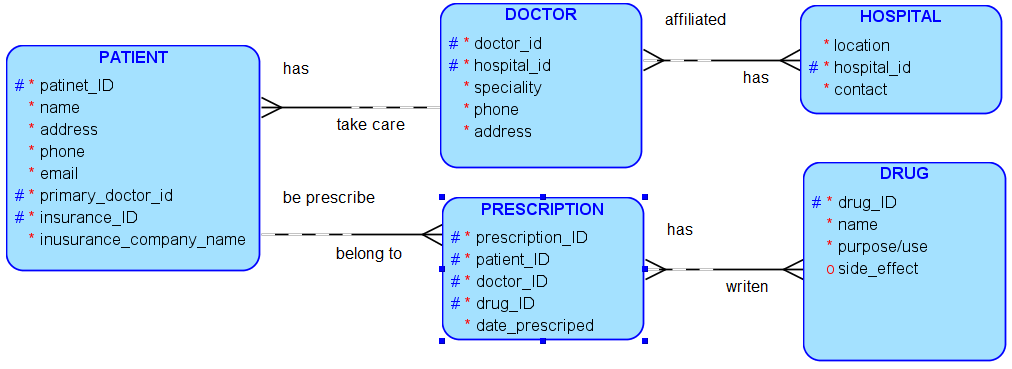 PATIENT
# * patinet_ID
* name
* address
* phone
* email
# * primary_doctor_id
# * insurance_ID
* inusurance_company_name
has
take care
DOCTOR
# * doctor_id
# * hospital_id
* speciality
* phone
* address
affiliated
has
HOSPITAL
* location
# * hospital_id
* contact
be prescribe
belong to
PRESCRIPTION
# * prescription_ID
# * patient_ID
# * doctor_ID
# * drug_ID
* date_prescriped
has
writen
DRUG
# * drug_ID
* name
* purpose/use
o side_effect